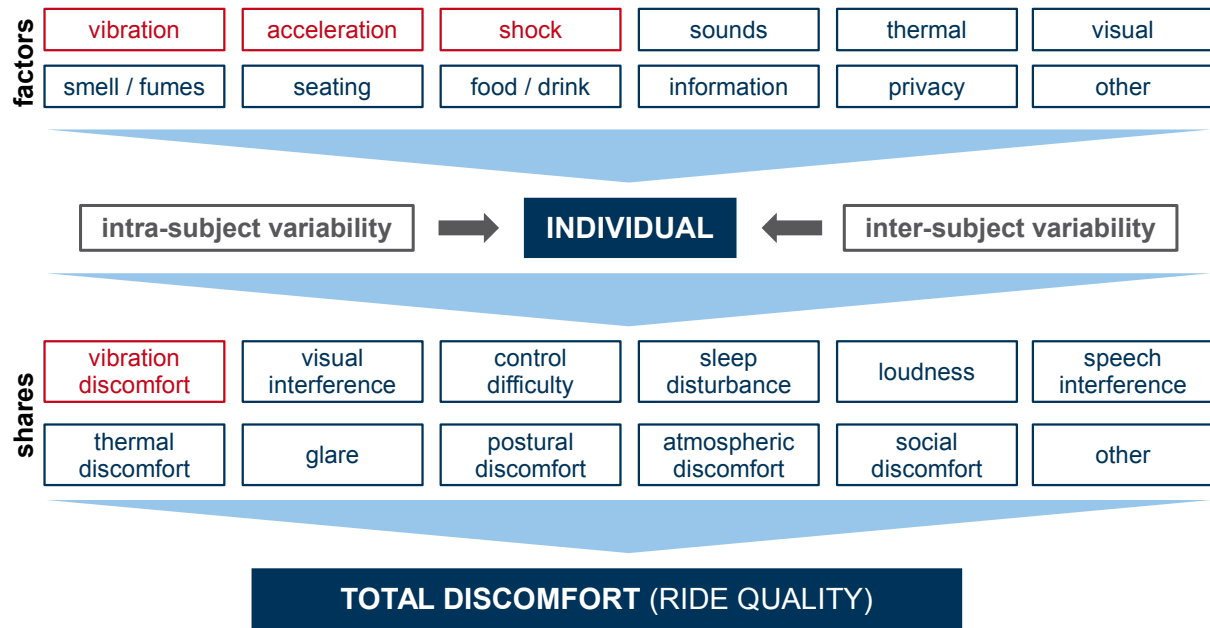 factors
vibration
acceleration
shock
sounds
thermal
visual
smell / fumes
seating
food / drink
information
privacy
other
intra-subject variability
INDIVIDUAL
inter-subject variability
shares
vibration
discomfort
visual
interference
control
difficulty
sleep
disturbance
loudness
speech
interference
thermal
discomfort
glare
postural
discomfort
atmospheric
discomfort
social
discomfort
other
TOTAL DISCOMFORT (RIDE QUALITY)